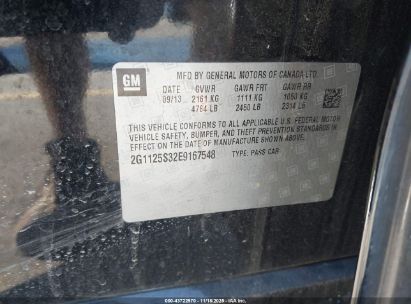 GM
MFD BY GENERAL MOTORS OF CANADA LTD.
DATE GVWR GAWR FRT GAWR RR
09/13 2161 KG 1111 KG 1050 KG
4764 LB 2450 LB 2314 LB
THIS VEHICLE CONFORMS TO ALL APPLICABLE U.S. FEDERAL MOTOR
VEHICLE SAFETY, BUMPER, AND THEFT PREVENTION STANDARDS IN
EFFECT ON THE DATE OF MANUFACTURE SHOWN ABOVE.
2G1125S32E9167548 TYPE: PASS CAR